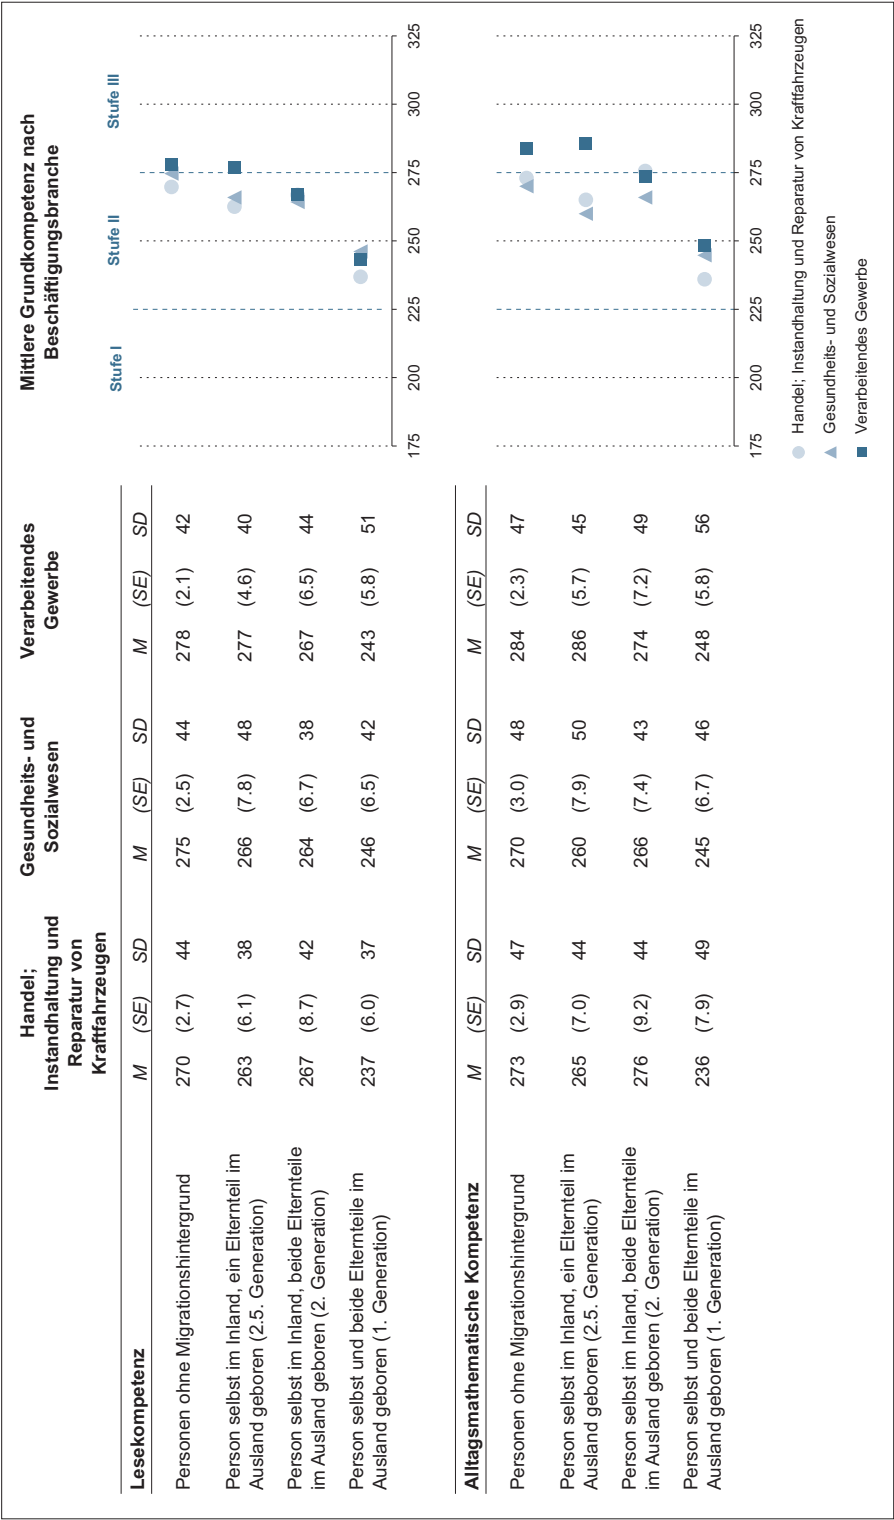 Handel;
Instandhaltung und
Reparatur von
Kraftfahrzeugen
Gesundheits- und
Sozialwesen
Verarbeitendes
Gewerbe
Mittlere Grundkompetenz nach
Beschäftigungsbranche
Lesekompetenz M (SE) SD M (SE) SD M (SE) SD
Stufe I Stufe II Stufe III
Personen ohne Migrationshintergrund 270 (2.7) 44 275 (2.5) 44 278 (2.1) 42
Person selbst im Inland, ein Elternteil im
Ausland geboren (2.5. Generation) 263 (6.1) 38 266 (7.8) 48 277 (4.6) 40
Person selbst im Inland, beide Elternteile
im Ausland geboren (2. Generation) 267 (8.7) 42 264 (6.7) 38 267 (6.5) 44
Person selbst und beide Elternteile im
Ausland geboren (1. Generation) 237 (6.0) 37 246 (6.5) 42 243 (5.8) 51
175 200 225 250 275 300 325
Alltagsmathematische Kompetenz M (SE) SD M (SE) SD M (SE) SD
Personen ohne Migrationshintergrund 273 (2.9) 47 270 (3.0) 48 284 (2.3) 47
Person selbst im Inland, ein Elternteil im
Ausland geboren (2.5. Generation) 265 (7.0) 44 260 (7.9) 50 286 (5.7) 45
Person selbst im Inland, beide Elternteile
im Ausland geboren (2. Generation) 276 (9.2) 44 266 (7.4) 43 274 (7.2) 49
Person selbst und beide Elternteile im
Ausland geboren (1. Generation) 236 (7.9) 49 245 (6.7) 46 248 (5.8) 56
175 200 225 250 275 300 325
Handel; Instandhaltung und Reparatur von Kraftfahrzeugen
Gesundheits- und Sozialwesen
Verarbeitendes Gewerbe